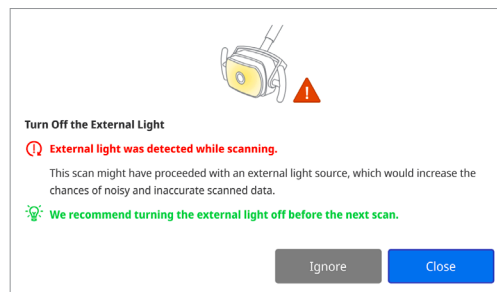 Turn Off the External Light
External light was detected while scanning.
This scan might have proceeded with an external light source, which would increase the
chances of noisy and inaccurate scanned data.
We recommend turning the external light off before the next scan.
Ignore
Close